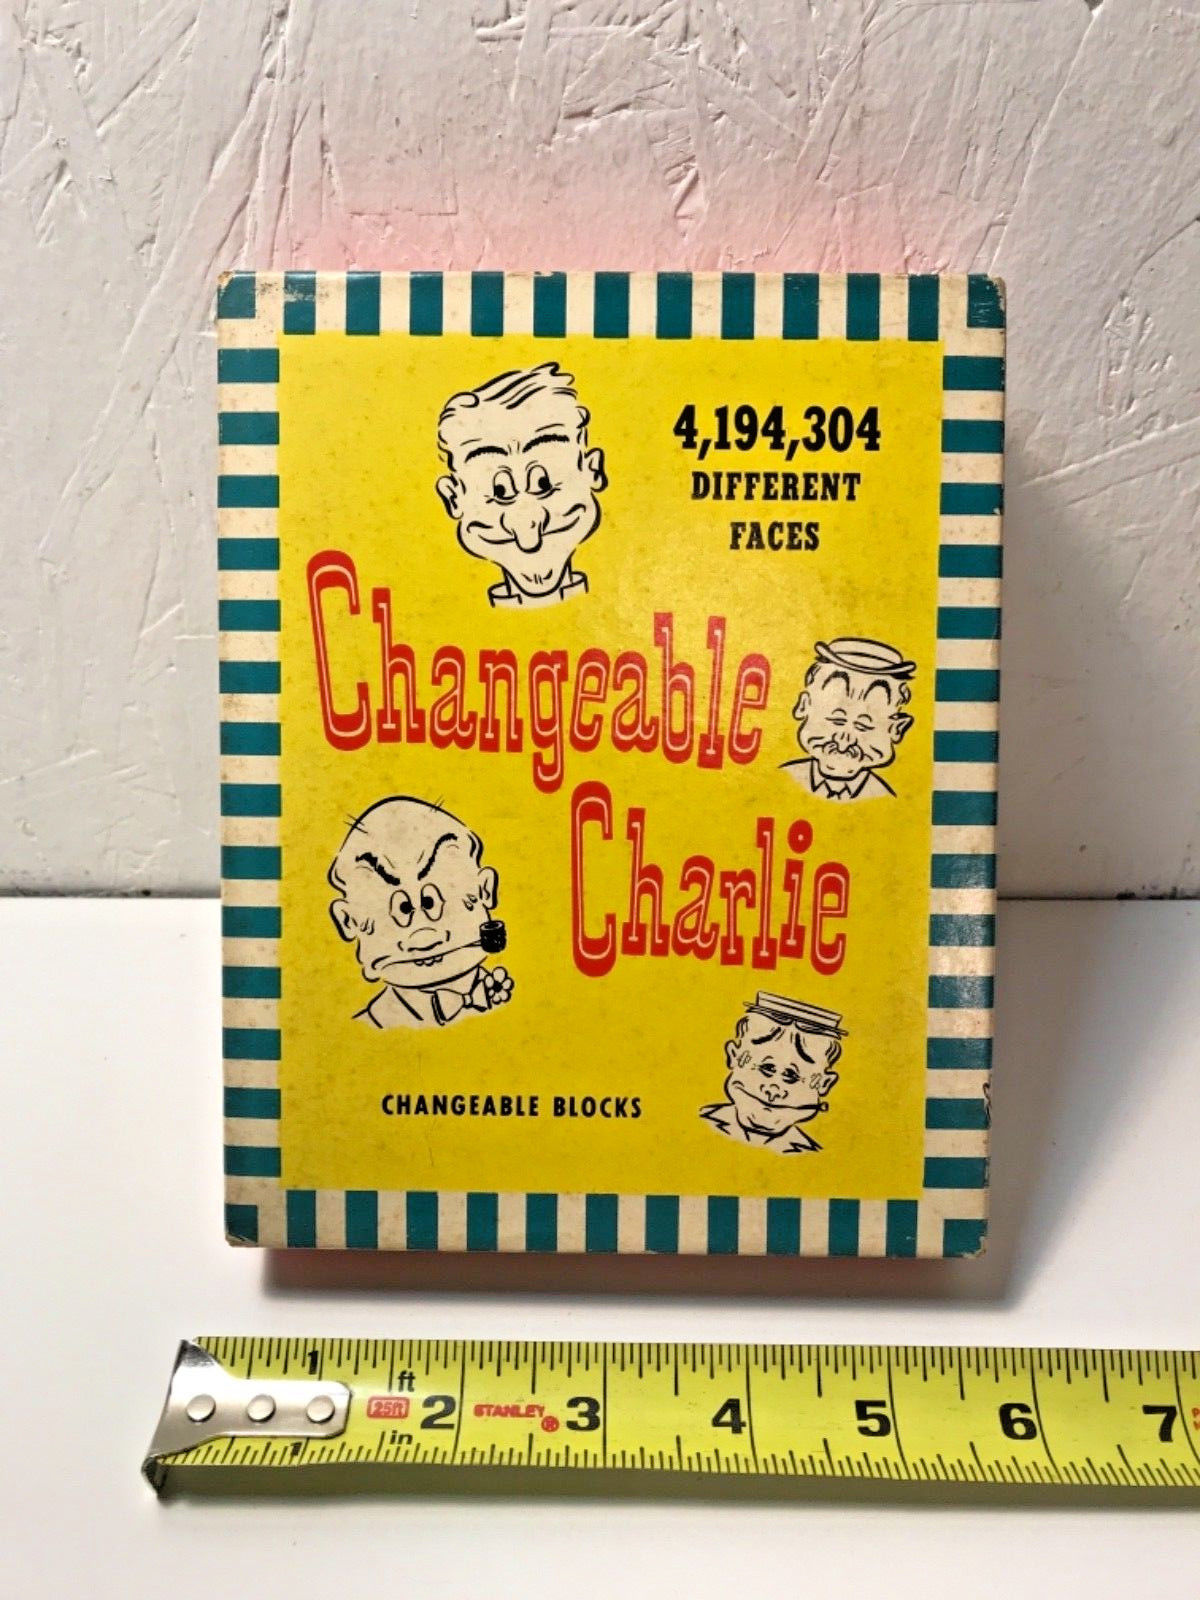 4,194,304
DIFFERENT
FACES
Changeable
Charlie
CHANGEABLE BLOCKS
1 ft 25ft 2 STANLEY® 3 4 5 6 7
1 in